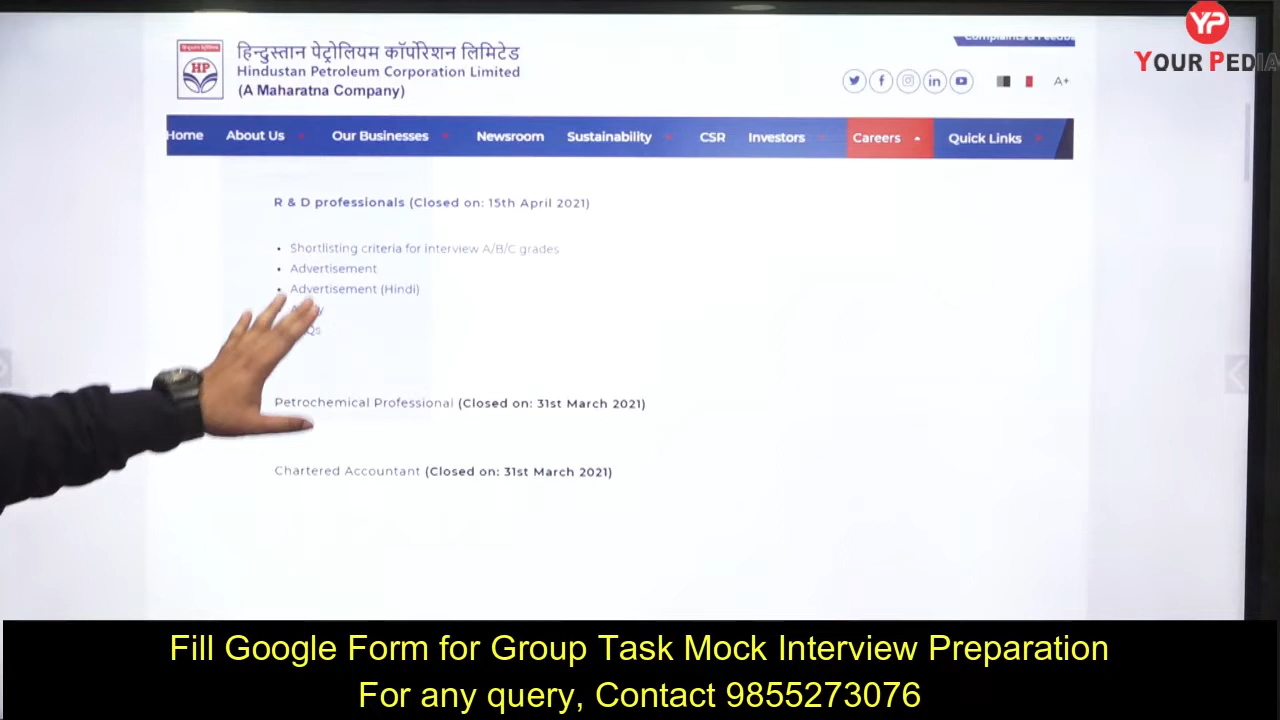 YP
YOUR PEDIA
हिन्दुस्तान पेट्रोलियम कॉर्पोरेशन लिमिटेड
Hindustan Petroleum Corporation Limited
(A Maharatna Company)
HP
Complaints & Feedba
A+
Home About Us Our Businesses Newsroom Sustainability CSR Investors Careers Quick Links
R & D professionals (Closed on: 15th April 2021)
• Shortlisting criteria for interview A/B/C grades
• Advertisement
• Advertisement (Hindi)
Petrochemical Professional (Closed on: 31st March 2021)
Chartered Accountant (Closed on: 31st March 2021)
Fill Google Form for Group Task Mock Interview Preparation
For any query, Contact 9855273076